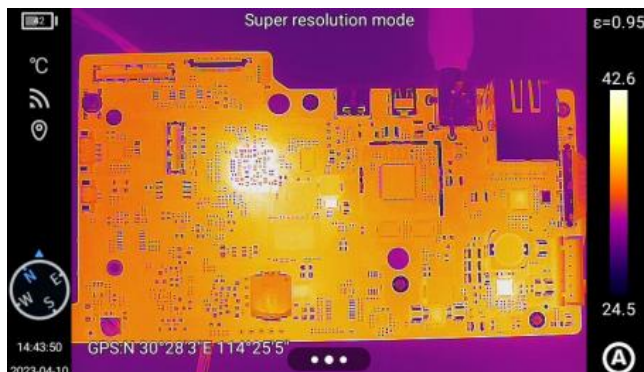 82
Super resolution mode
ε=0.95
°C
42.6
N
E
W
S
24.5
14:43:50
GPS:N 30°28'3"E 114°25'5"
2023-04-10
A